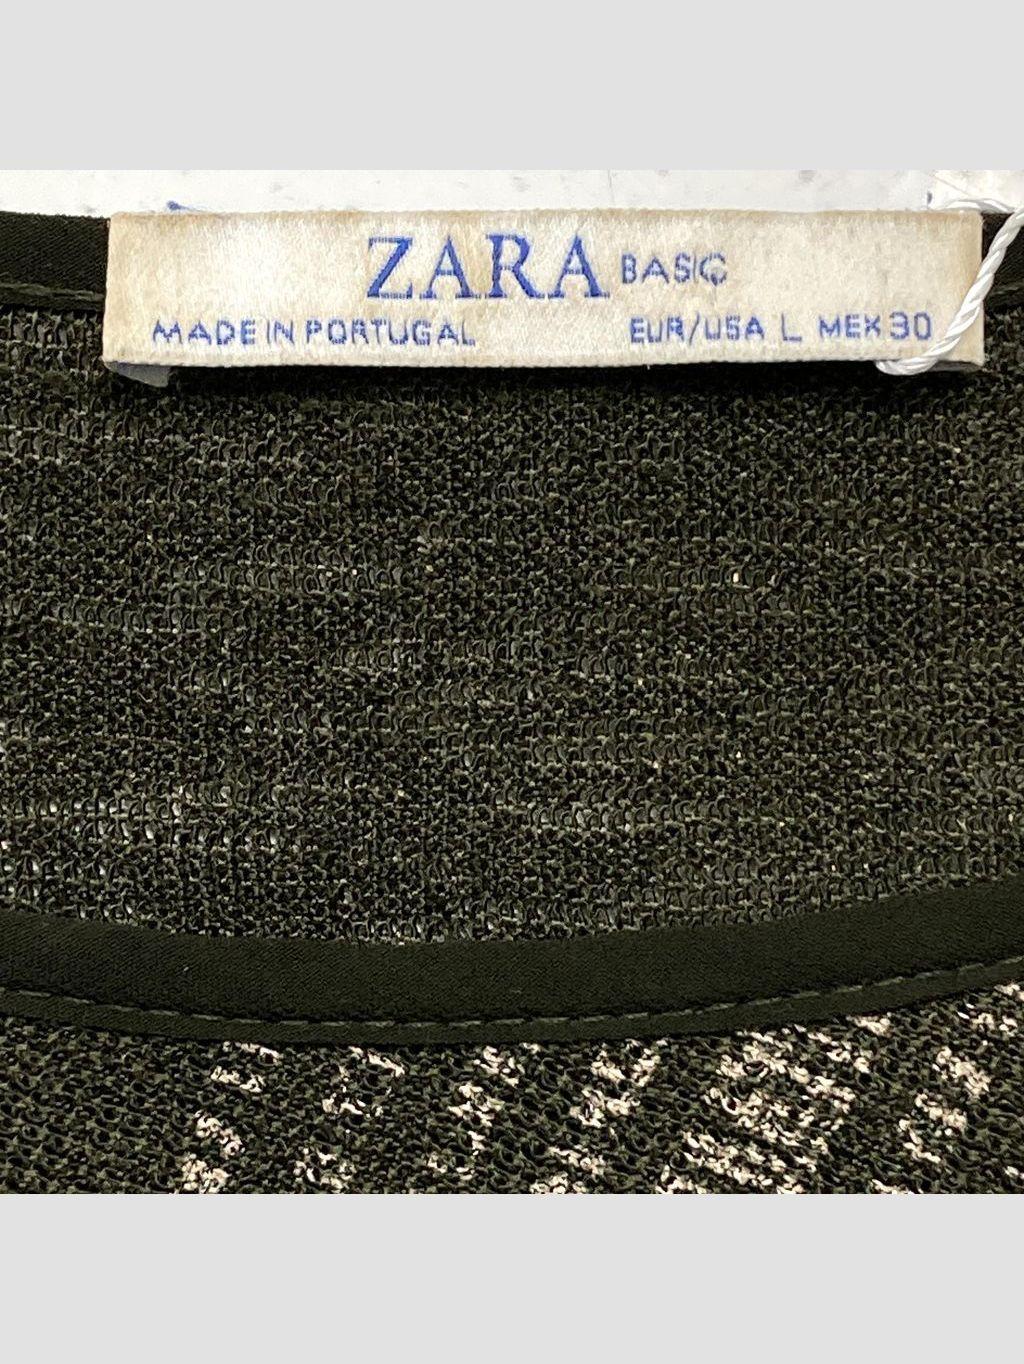 ZARA BASIC
MADE IN PORTUGAL EUR/USA L MEX 30